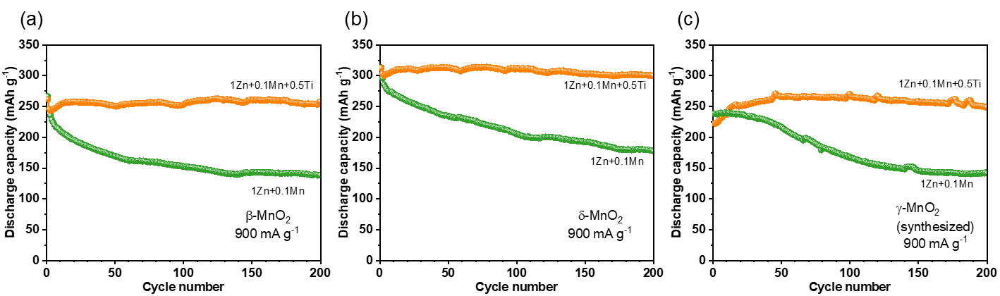 (a)
350
300
250
200
150
100
50
0
Discharge capacity (mAh g⁻¹)
1Zn+0.1Mn+0.5Ti
1Zn+0.1Mn
β-MnO₂
900 mA g⁻¹
0 50 100 150 200
Cycle number
(b)
350
300
250
200
150
100
50
0
Discharge capacity (mAh g⁻¹)
1Zn+0.1Mn+0.5Ti
1Zn+0.1Mn
δ-MnO₂
900 mA g⁻¹
0 50 100 150 200
Cycle number
(c)
350
300
250
200
150
100
50
0
Discharge capacity (mAh g⁻¹)
1Zn+0.1Mn+0.5Ti
1Zn+0.1Mn
γ-MnO₂
(synthesized)
900 mA g⁻¹
0 50 100 150 200
Cycle number